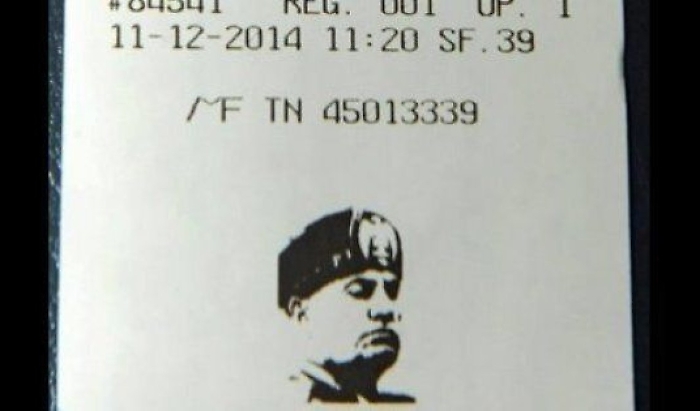 #84541 REG. 001 OP. 1
11-12-2014 11:20 SF.39
MF TN 45013339